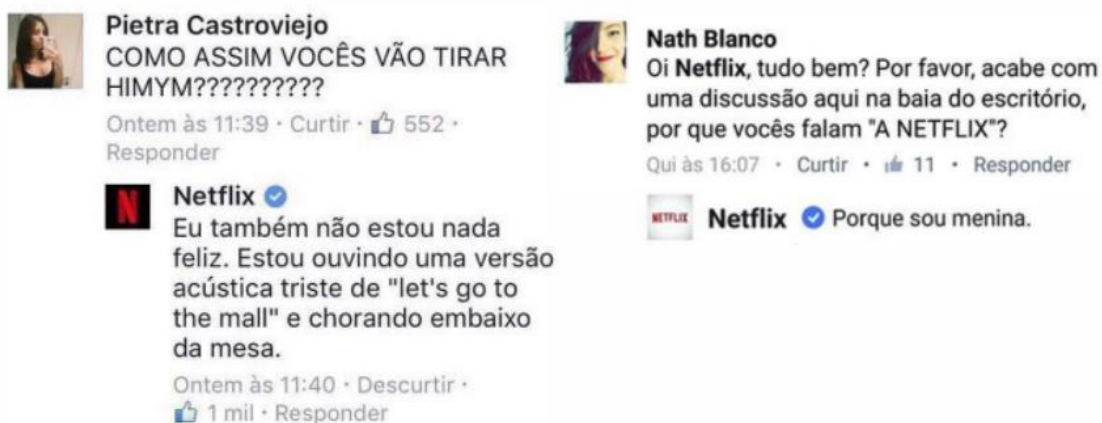 Pietra Castroviejo
COMO ASSIM VOCÊS VÃO TIRAR
HIMYM??????????
Ontem às 11:39 · Curtir · 552 ·
Responder
Netflix
Eu também não estou nada
feliz. Estou ouvindo uma versão
acústica triste de "let's go to
the mall" e chorando embaixo
da mesa.
Ontem às 11:40 · Descurtir ·
1 mil · Responder
Nath Blanco
Oi Netflix, tudo bem? Por favor, acabe com
uma discussão aqui na baia do escritório,
por que vocês falam "A NETFLIX"?
Qui às 16:07 · Curtir · 11 · Responder
NETFLIX Netflix Porque sou menina.